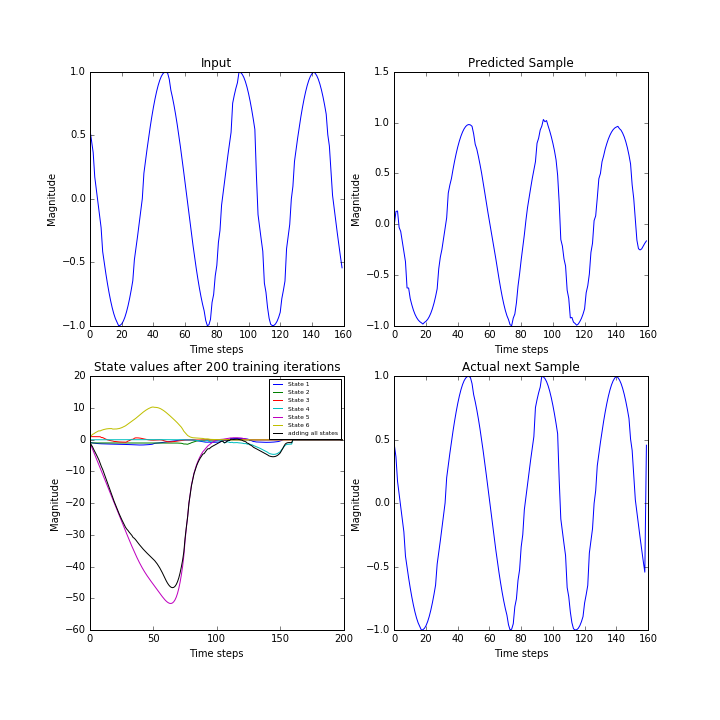 Input
1.0
0.5
0.0
−0.5
−1.0
Magnitude
0 20 40 60 80 100 120 140 160
Time steps
Predicted Sample
1.5
1.0
0.5
0.0
−0.5
−1.0
Magnitude
0 20 40 60 80 100 120 140 160
Time steps
State values after 200 training iterations
20
10
0
−10
−20
−30
−40
−50
−60
Magnitude
State 1
State 2
State 3
State 4
State 5
State 6
adding all states
0 50 100 150 200
Time steps
Actual next Sample
1.0
0.5
0.0
−0.5
−1.0
Magnitude
0 20 40 60 80 100 120 140 160
Time steps